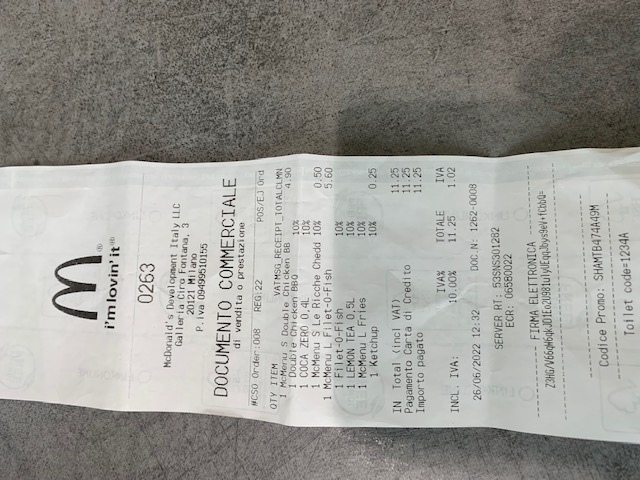 i'm lovin' it®
0263
McDonald's Development Italy LLC
Galleria Ciro Fontana, 3
20121 Milano
P. Iva 09499510155
DOCUMENTO COMMERCIALE
di vendita o prestazione
#CSO Order:008 REG:22 POS/EJ Ord
QTY ITEM VATMSG_RECEIPT_TOTALCLMN
1 McMenu S Double Chicken BB 4.90
1 Double Chicken BBQ 10%
1 COCA ZERO 0,4L 10%
1 McMenu S Le Ricche Chedd 10% 0.50
1 McMenu L Filet-O-Fish 5.60
1 Filet-O-Fish 10%
1 LEMON TEA 0,5L 10%
1 McMenu L Fries 10%
1 Ketchup 10% 0.25
IN Total (incl VAT) 11.25
Pagamento Carta di Credito 11.25
Importo pagato 11.25
INCL. IVA: IVA% TOTALE IVA
10.00% 11.25 1.02
26/06/2022 12:32 DOC.N: 1262-0008
SERVER RT: 53SNS301282
ECR: 06580022
FIRMA ELETTRONICA
Codice Promo: SHAMTB474A49M
Toilet code=1234A